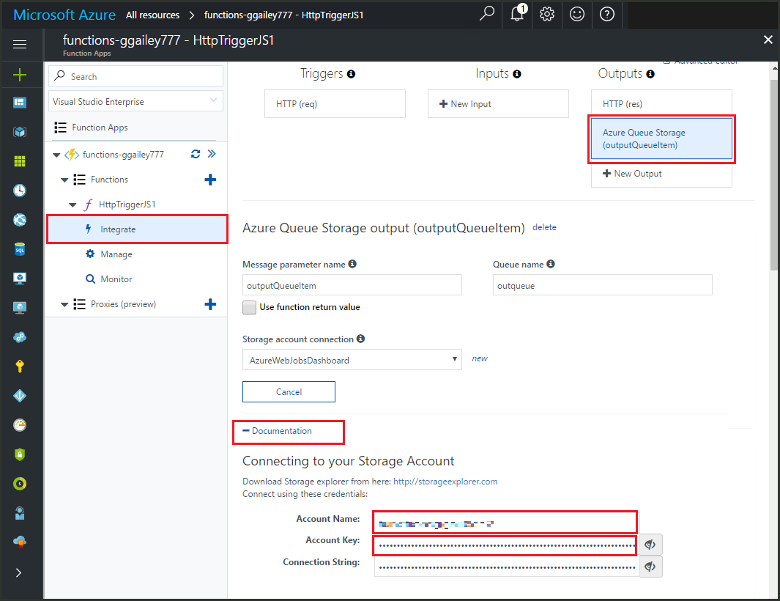 Microsoft Azure All resources > functions-ggailey777 - HttpTriggerJS1
1
functions-ggailey777 - HttpTriggerJS1
Function Apps
Search
Visual Studio Enterprise
Function Apps
functions-ggailey777
Functions
HttpTriggerJS1
Integrate
Manage
Monitor
Proxies (preview)
Advanced editor
Triggers Inputs Outputs
HTTP (req) New Input HTTP (res)
Azure Queue Storage
(outputQueueItem)
New Output
Azure Queue Storage output (outputQueueItem) delete
Message parameter name Queue name
outputQueueItem outqueue
Use function return value
Storage account connection
AzureWebJobsDashboard new
Cancel
Documentation
Connecting to your Storage Account
Download Storage explorer from here: http://storageexplorer.com
Connect using these credentials:
Account Name:
Account Key:
Connection String: